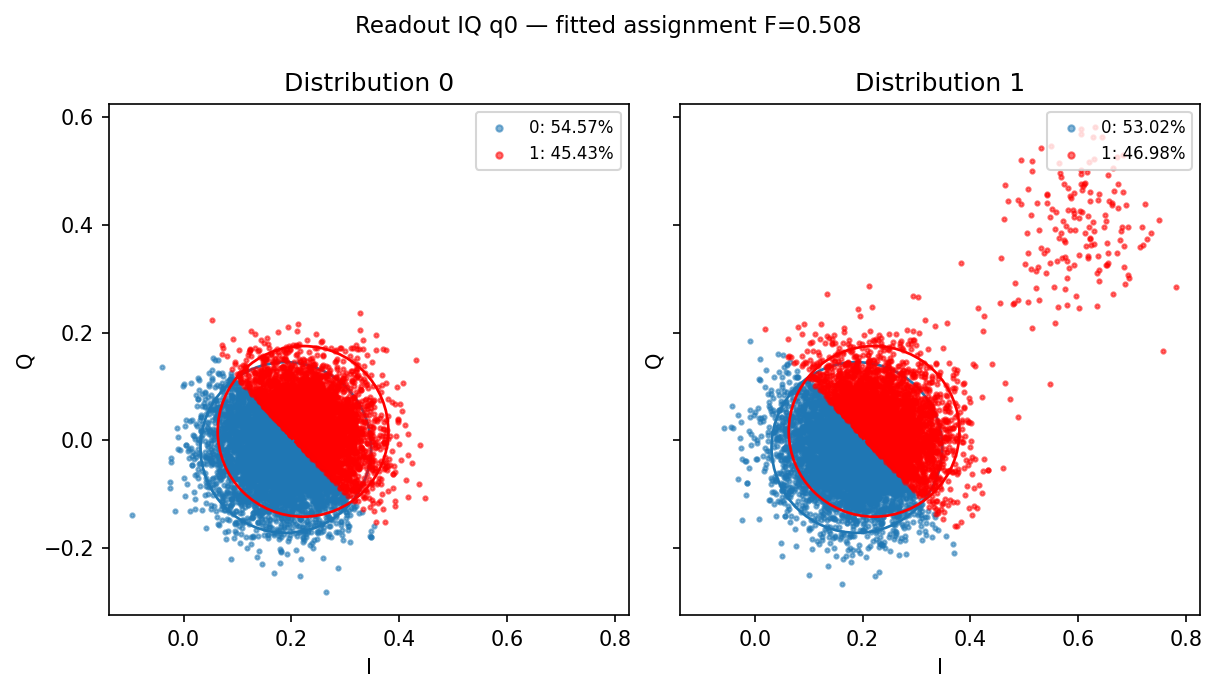 Readout IQ q0 — fitted assignment F=0.508
Distribution 0
Distribution 1
0: 54.57%
1: 45.43%
0: 53.02%
1: 46.98%
Q
0.6
0.4
0.2
0.0
−0.2
0.0
0.2
0.4
0.6
0.8
I
Q
0.0
0.2
0.4
0.6
0.8
I